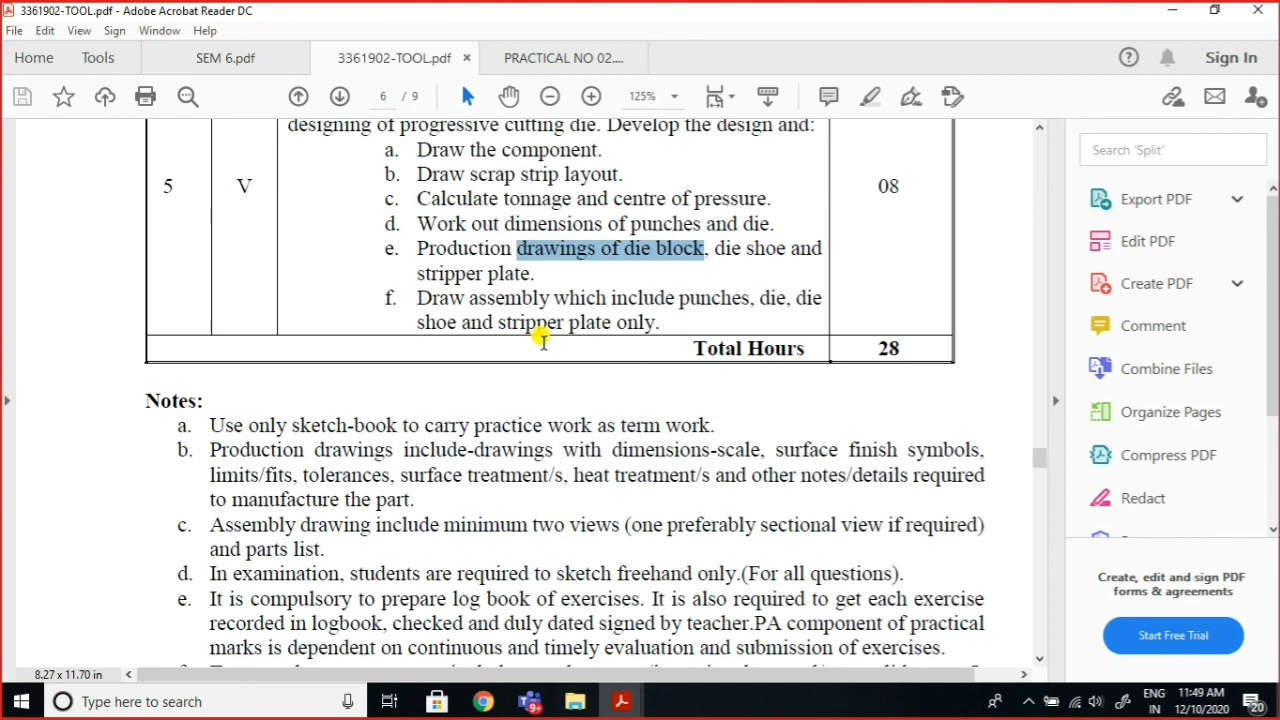 3361902-TOOL.pdf - Adobe Acrobat Reader DC
File Edit View Sign Window Help
Home Tools SEM 6.pdf 3361902-TOOL.pdf × PRACTICAL NO 02.... Sign In
6 / 9 125%
designing of progressive cutting die. Develop the design and:
a. Draw the component.
b. Draw scrap strip layout.
5 V 08
c. Calculate tonnage and centre of pressure.
d. Work out dimensions of punches and die.
e. Production drawings of die block, die shoe and
stripper plate.
f. Draw assembly which include punches, die, die
shoe and stripper plate only.
Total Hours 28
Notes:
a. Use only sketch-book to carry practice work as term work.
b. Production drawings include-drawings with dimensions-scale, surface finish symbols,
limits/fits, tolerances, surface treatment/s, heat treatment/s and other notes/details required
to manufacture the part.
c. Assembly drawing include minimum two views (one preferably sectional view if required)
and parts list.
d. In examination, students are required to sketch freehand only.(For all questions).
e. It is compulsory to prepare log book of exercises. It is also required to get each exercise
recorded in logbook, checked and duly dated signed by teacher.PA component of practical
marks is dependent on continuous and timely evaluation and submission of exercises.
8.27 x 11.70 in
Search 'Split'
Export PDF
Edit PDF
Create PDF
Comment
Combine Files
Organize Pages
Compress PDF
Redact
Create, edit and sign PDF
forms & agreements
Start Free Trial
Type here to search
9+
ENG
IN
11:49 AM
12/10/2020
20